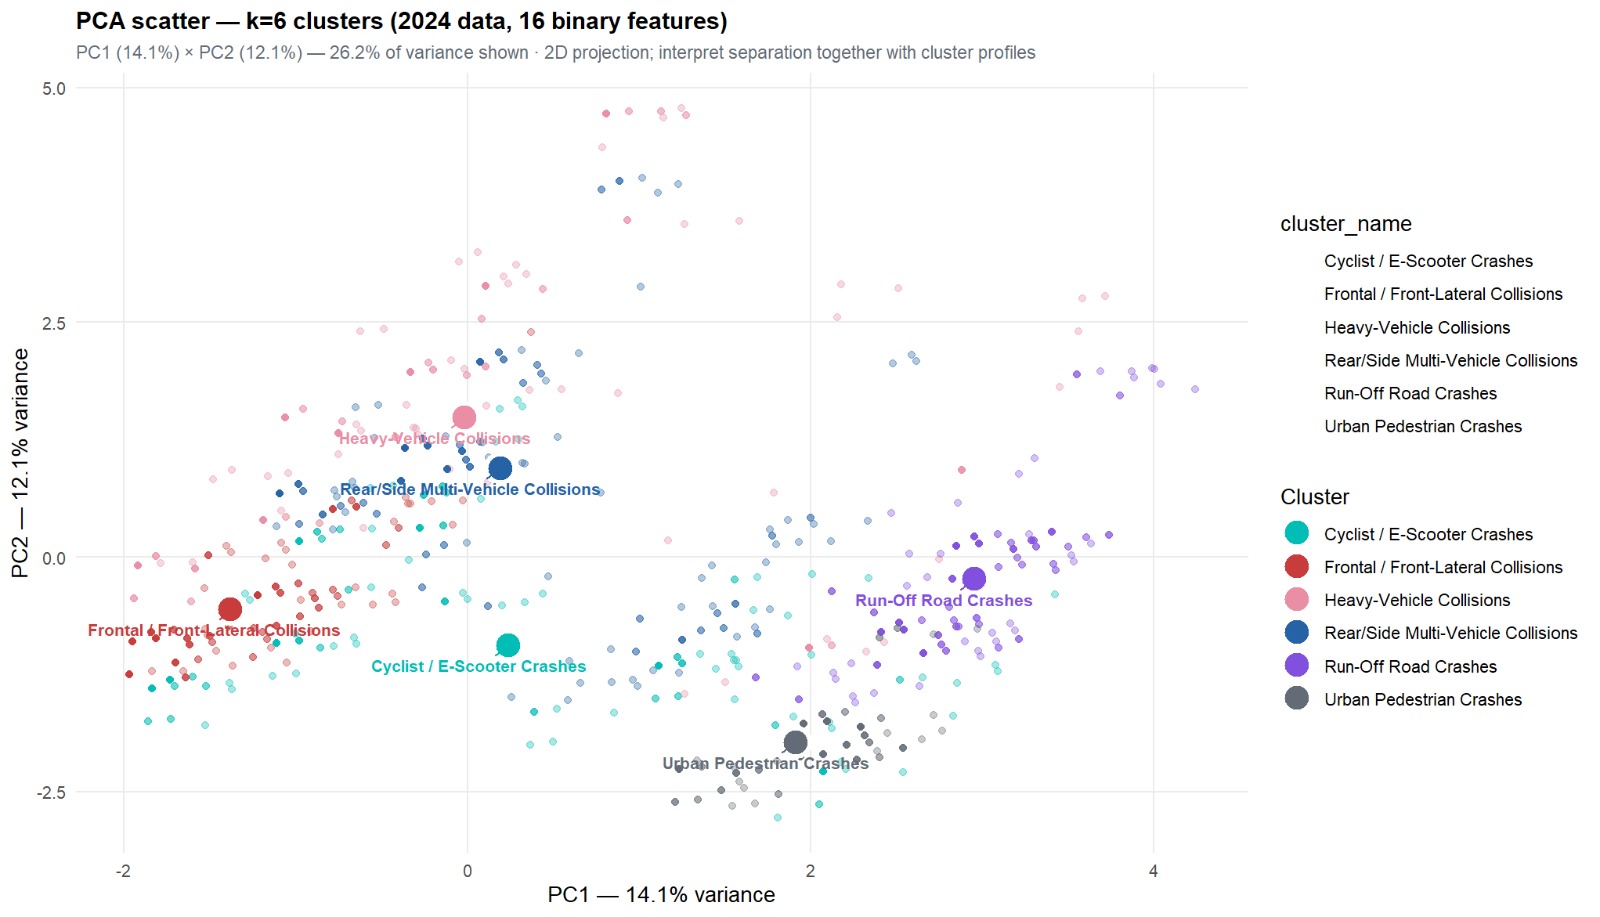 PCA scatter — k=6 clusters (2024 data, 16 binary features)
PC1 (14.1%) × PC2 (12.1%) — 26.2% of variance shown · 2D projection; interpret separation together with cluster profiles
5.0
2.5
0.0
-2.5
PC2 — 12.1% variance
Heavy-Vehicle Collisions
Rear/Side Multi-Vehicle Collisions
Run-Off Road Crashes
Frontal / Front-Lateral Collisions
Cyclist / E-Scooter Crashes
Urban Pedestrian Crashes
-2
0
2
4
PC1 — 14.1% variance
cluster_name
Cyclist / E-Scooter Crashes
Frontal / Front-Lateral Collisions
Heavy-Vehicle Collisions
Rear/Side Multi-Vehicle Collisions
Run-Off Road Crashes
Urban Pedestrian Crashes
Cluster
Cyclist / E-Scooter Crashes
Frontal / Front-Lateral Collisions
Heavy-Vehicle Collisions
Rear/Side Multi-Vehicle Collisions
Run-Off Road Crashes
Urban Pedestrian Crashes